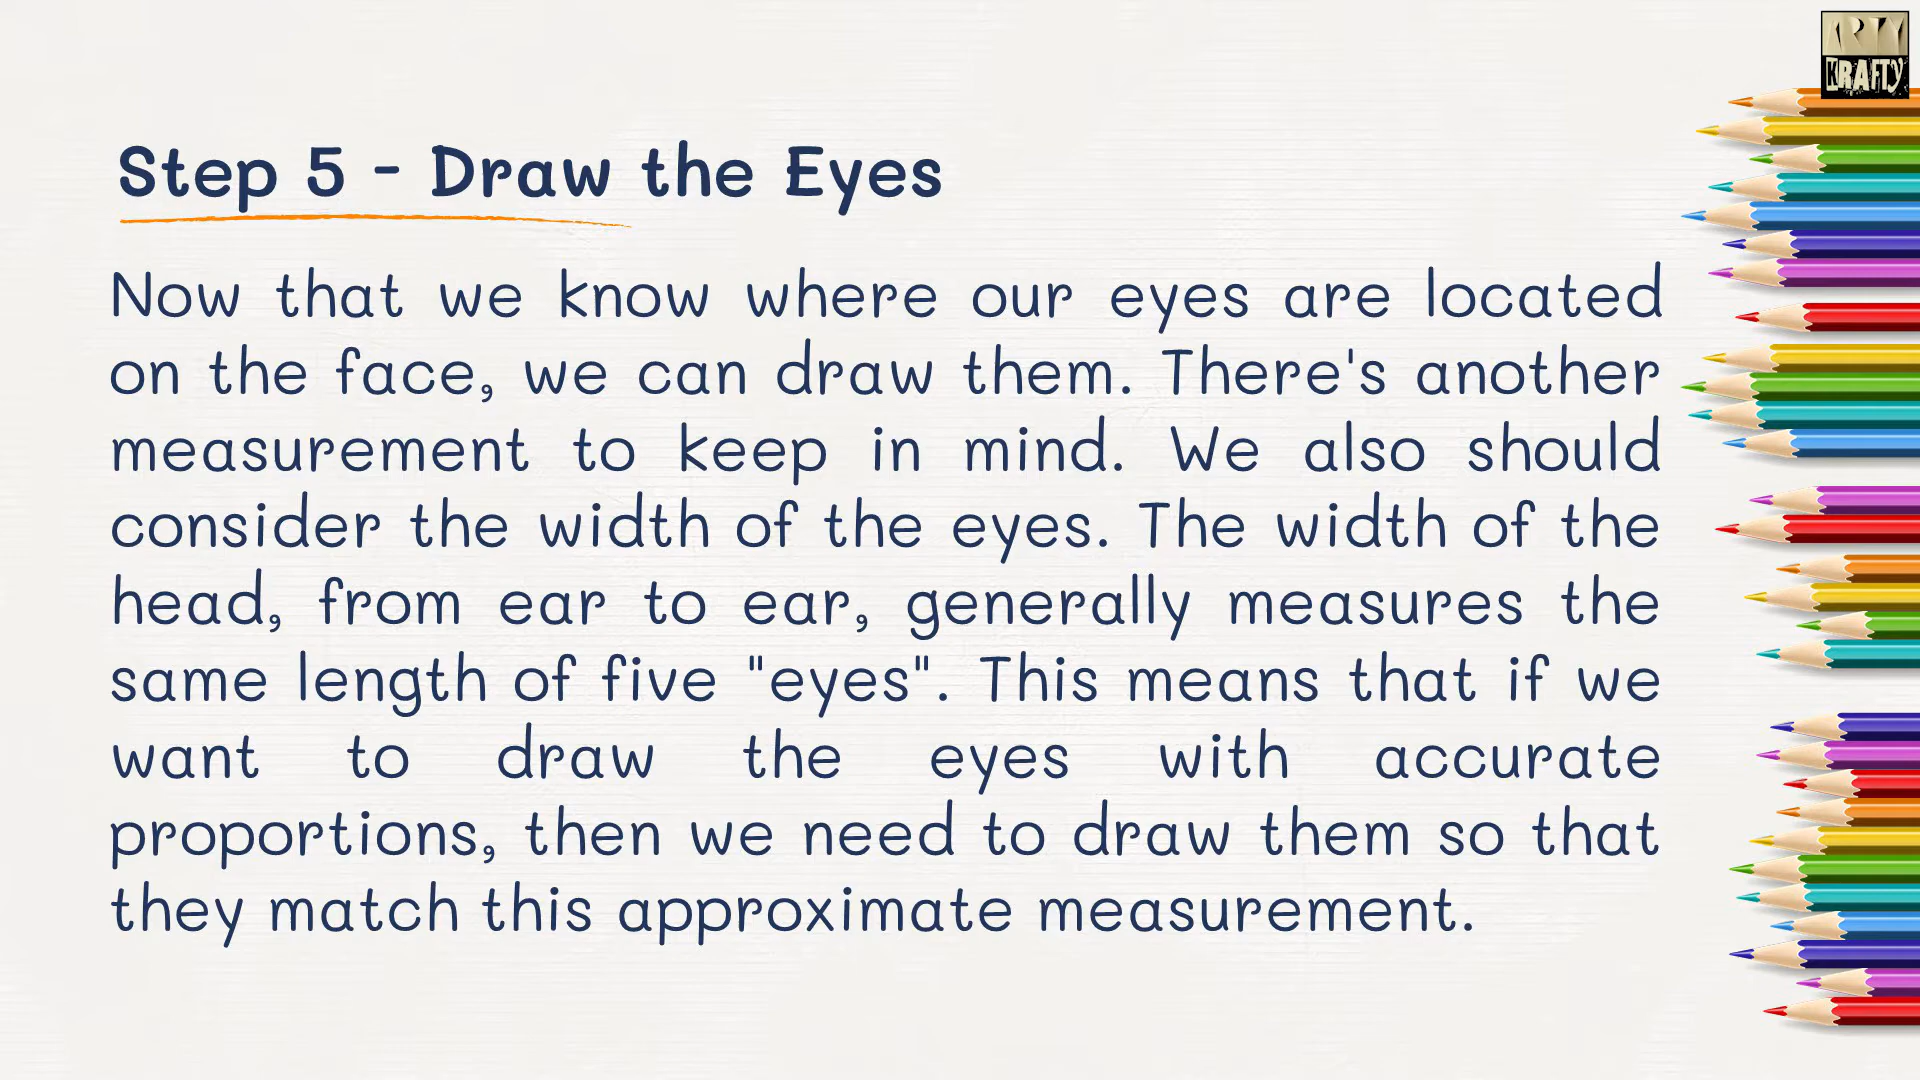 ARTY
KRAFTY
Step 5 - Draw the Eyes
Now that we know where our eyes are located
on the face, we can draw them. There's another
measurement to keep in mind. We also should
consider the width of the eyes. The width of the
head, from ear to ear, generally measures the
same length of five "eyes". This means that if we
want to draw the eyes with accurate
proportions, then we need to draw them so that
they match this approximate measurement.